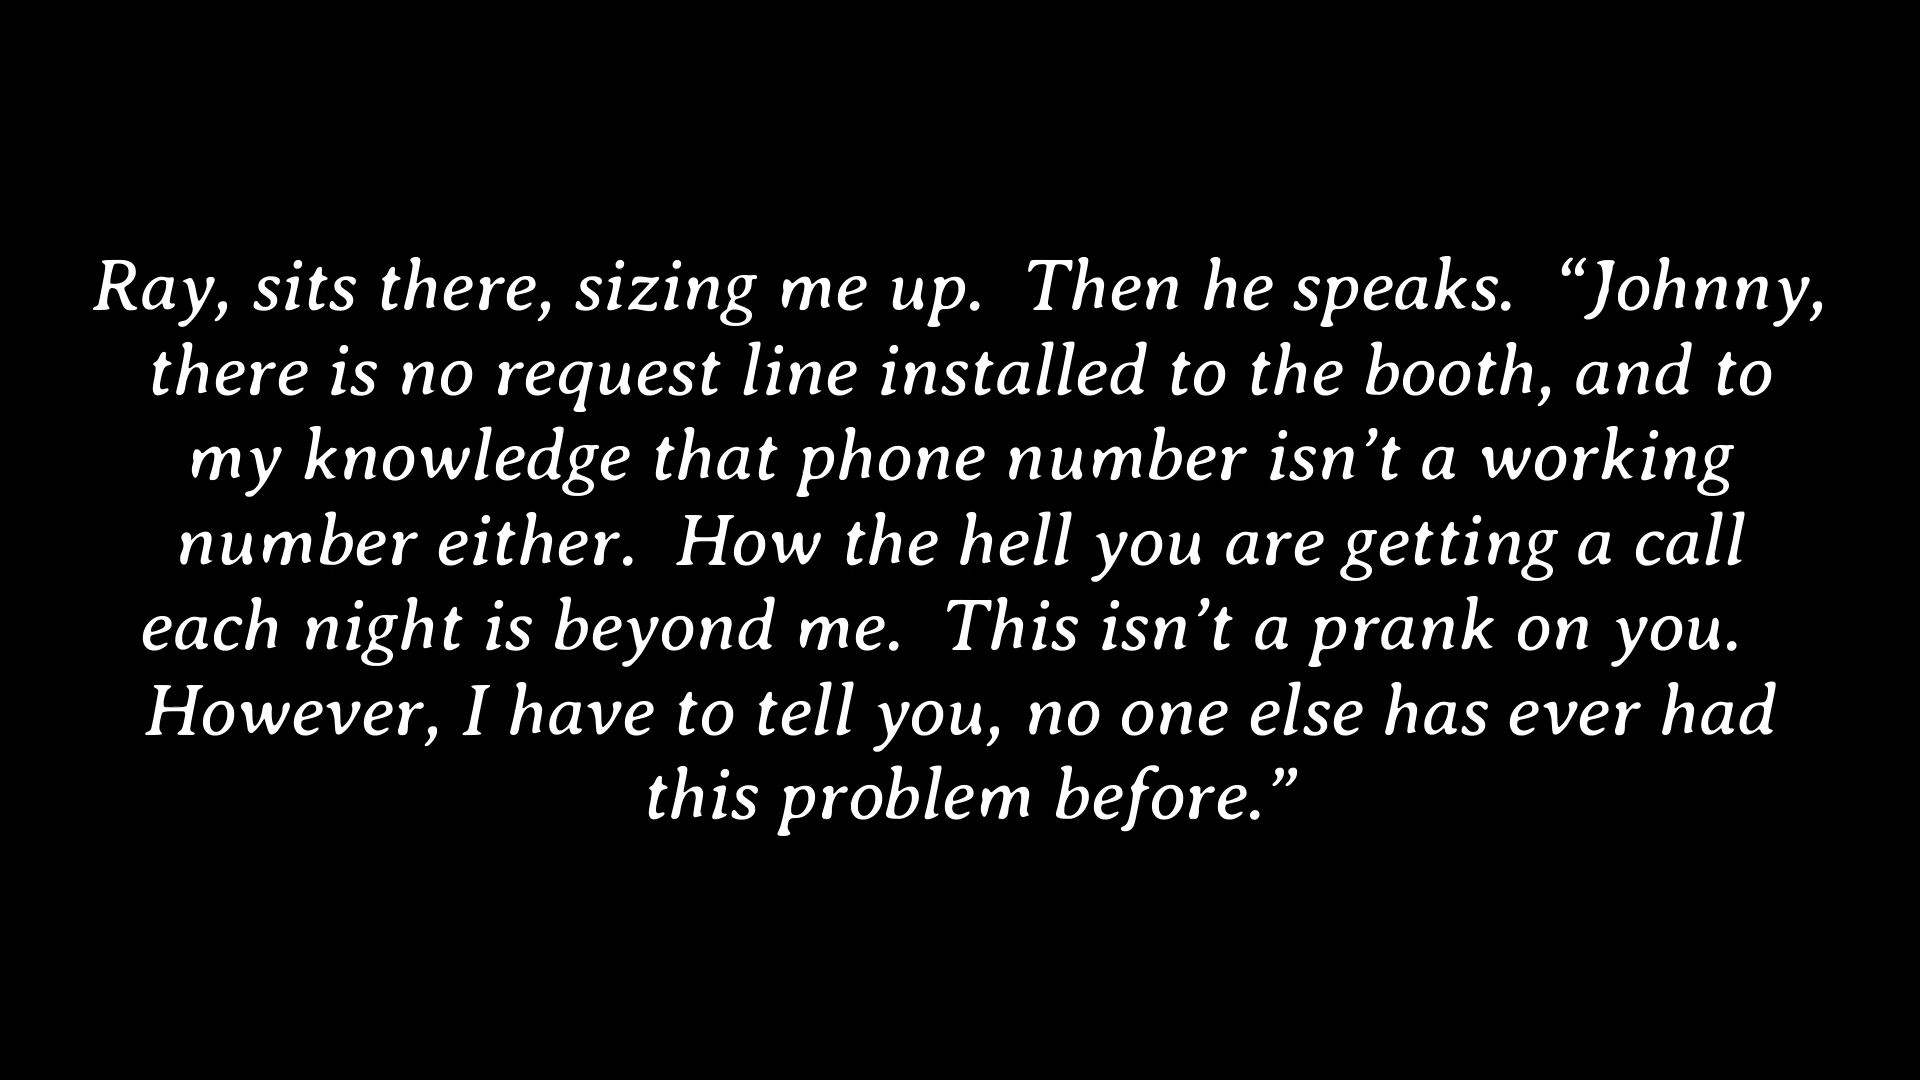 Ray, sits there, sizing me up.  Then he speaks.  “Johnny,
there is no request line installed to the booth, and to
my knowledge that phone number isn’t a working
number either.  How the hell you are getting a call
each night is beyond me.  This isn’t a prank on you.
However, I have to tell you, no one else has ever had
this problem before.”